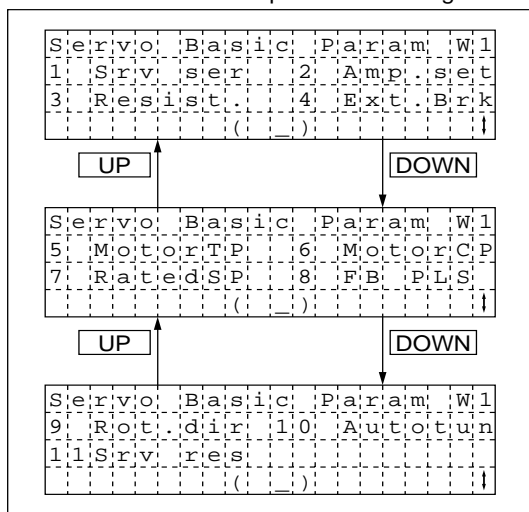 Servo Basic Param W1
1 Srv ser 2 Amp.set
3 Resist. 4 Ext.Brk
(_) ↕
UP DOWN
Servo Basic Param W1
5 MotorTP 6 MotorCP
7 RatedSP 8 FB PLS
(_) ↕
UP DOWN
Servo Basic Param W1
9 Rot.dir 10 Autotun
11Srv res
(_) ↕